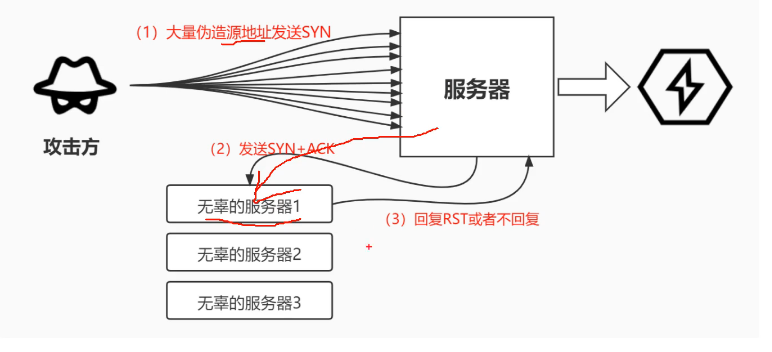 （1）大量伪造源地址发送SYN
服务器
攻击方
（2）发送SYN+ACK
无辜的服务器1
（3）回复RST或者不回复
无辜的服务器2
无辜的服务器3